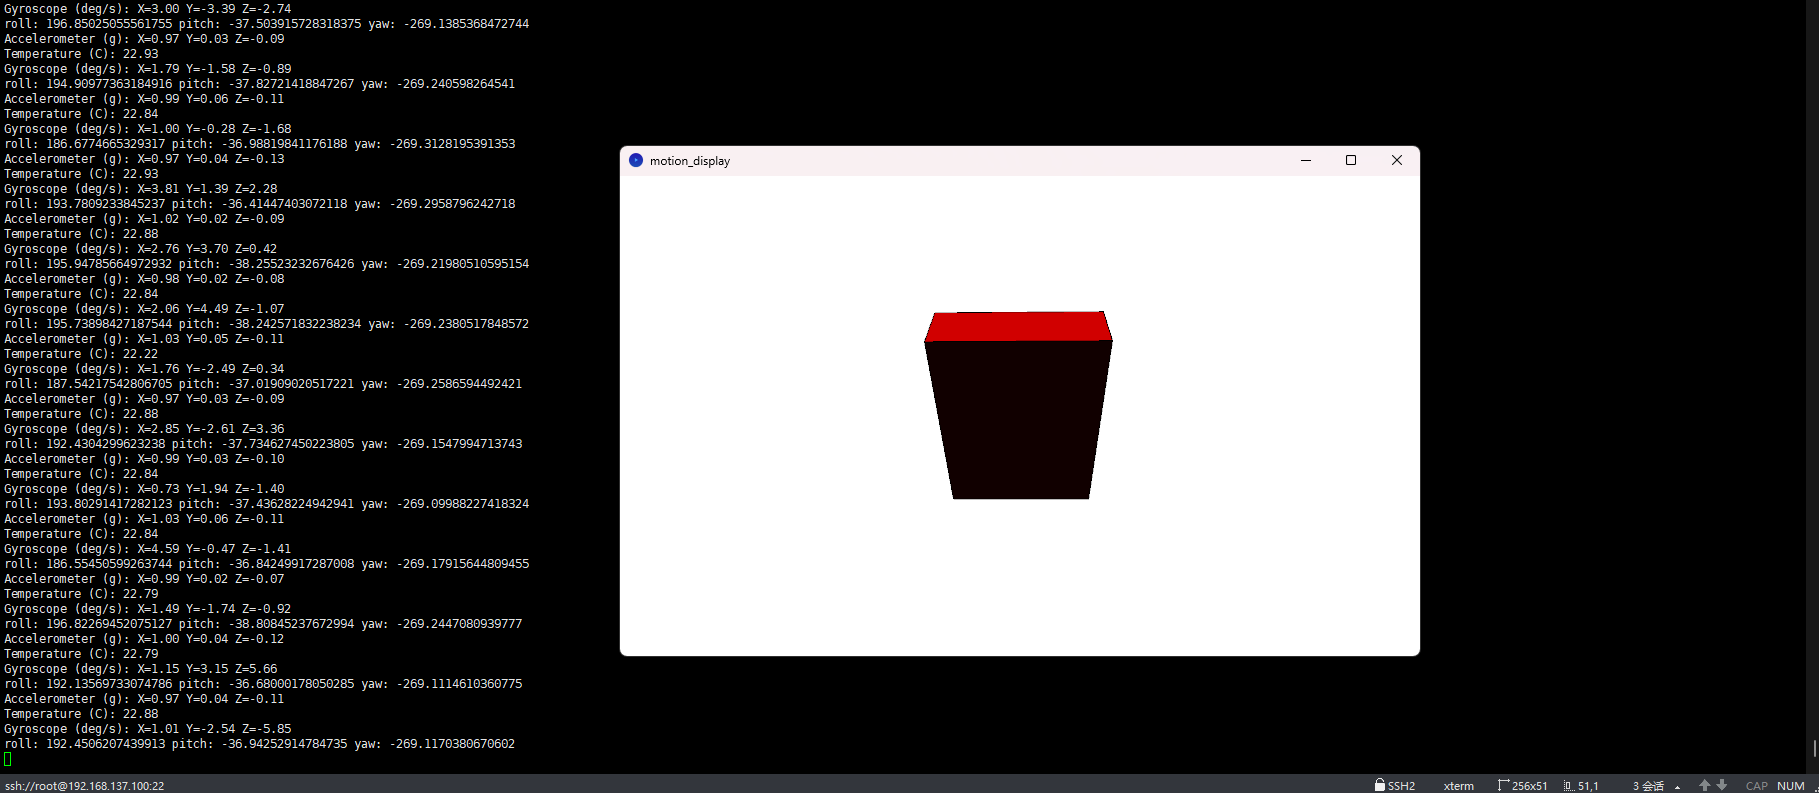 Gyroscope (deg/s): X=3.00 Y=-3.39 Z=-2.74
roll: 196.85025055561755 pitch: -37.503915728318375 yaw: -269.1385368472744
Accelerometer (g): X=0.97 Y=0.03 Z=-0.09
Temperature (C): 22.93
Gyroscope (deg/s): X=1.79 Y=-1.58 Z=-0.89
roll: 194.90977363184916 pitch: -37.82721418847267 yaw: -269.240598264541
Accelerometer (g): X=0.99 Y=0.06 Z=-0.11
Temperature (C): 22.84
Gyroscope (deg/s): X=1.00 Y=-0.28 Z=-1.68
roll: 186.6774665329317 pitch: -36.98819841176188 yaw: -269.3128195391353
Accelerometer (g): X=0.97 Y=0.04 Z=-0.13
Temperature (C): 22.93
Gyroscope (deg/s): X=3.81 Y=1.39 Z=2.28
roll: 193.7809233845237 pitch: -36.41447403072118 yaw: -269.2958796242718
Accelerometer (g): X=1.02 Y=0.02 Z=-0.09
Temperature (C): 22.88
Gyroscope (deg/s): X=2.76 Y=3.70 Z=0.42
roll: 195.94785664972932 pitch: -38.25523232676426 yaw: -269.21980510595154
Accelerometer (g): X=0.98 Y=0.02 Z=-0.08
Temperature (C): 22.84
Gyroscope (deg/s): X=2.06 Y=4.49 Z=-1.07
roll: 195.73898427187544 pitch: -38.242571832238234 yaw: -269.2380517848572
Accelerometer (g): X=1.03 Y=0.05 Z=-0.11
Temperature (C): 22.22
Gyroscope (deg/s): X=1.76 Y=-2.49 Z=0.34
roll: 187.54217542806705 pitch: -37.01909020517221 yaw: -269.2586594492421
Accelerometer (g): X=0.97 Y=0.03 Z=-0.09
Temperature (C): 22.88
Gyroscope (deg/s): X=2.85 Y=-2.61 Z=3.36
roll: 192.4304299623238 pitch: -37.734627450223805 yaw: -269.1547994713743
Accelerometer (g): X=0.99 Y=0.03 Z=-0.10
Temperature (C): 22.84
Gyroscope (deg/s): X=0.73 Y=1.94 Z=-1.40
roll: 193.80291417282123 pitch: -37.43628224942941 yaw: -269.09988227418324
Accelerometer (g): X=1.03 Y=0.06 Z=-0.11
Temperature (C): 22.84
Gyroscope (deg/s): X=4.59 Y=-0.47 Z=-1.41
roll: 186.55450599263744 pitch: -36.84249917287008 yaw: -269.17915644809455
Accelerometer (g): X=0.99 Y=0.02 Z=-0.07
Temperature (C): 22.79
Gyroscope (deg/s): X=1.49 Y=-1.74 Z=-0.92
roll: 196.82269452075127 pitch: -38.80845237672994 yaw: -269.2447080939777
Accelerometer (g): X=1.00 Y=0.04 Z=-0.12
Temperature (C): 22.79
Gyroscope (deg/s): X=1.15 Y=3.15 Z=5.66
roll: 192.13569733074786 pitch: -36.68000178050285 yaw: -269.1114610360775
Accelerometer (g): X=0.97 Y=0.04 Z=-0.11
Temperature (C): 22.88
Gyroscope (deg/s): X=1.01 Y=-2.54 Z=-5.85
roll: 192.4506207439913 pitch: -36.94252914784735 yaw: -269.1170380670602
motion_display
ssh://root@192.168.137.100:22 SSH2 xterm 256x51 51,1 3 会话 CAP NUM